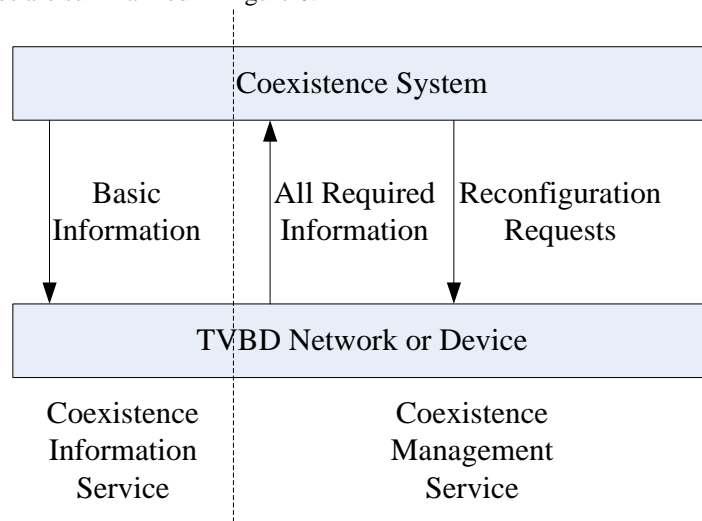 Coexistence System
Basic
Information
All Required
Information
Reconfiguration
Requests
TVBD Network or Device
Coexistence
Information
Service
Coexistence
Management
Service